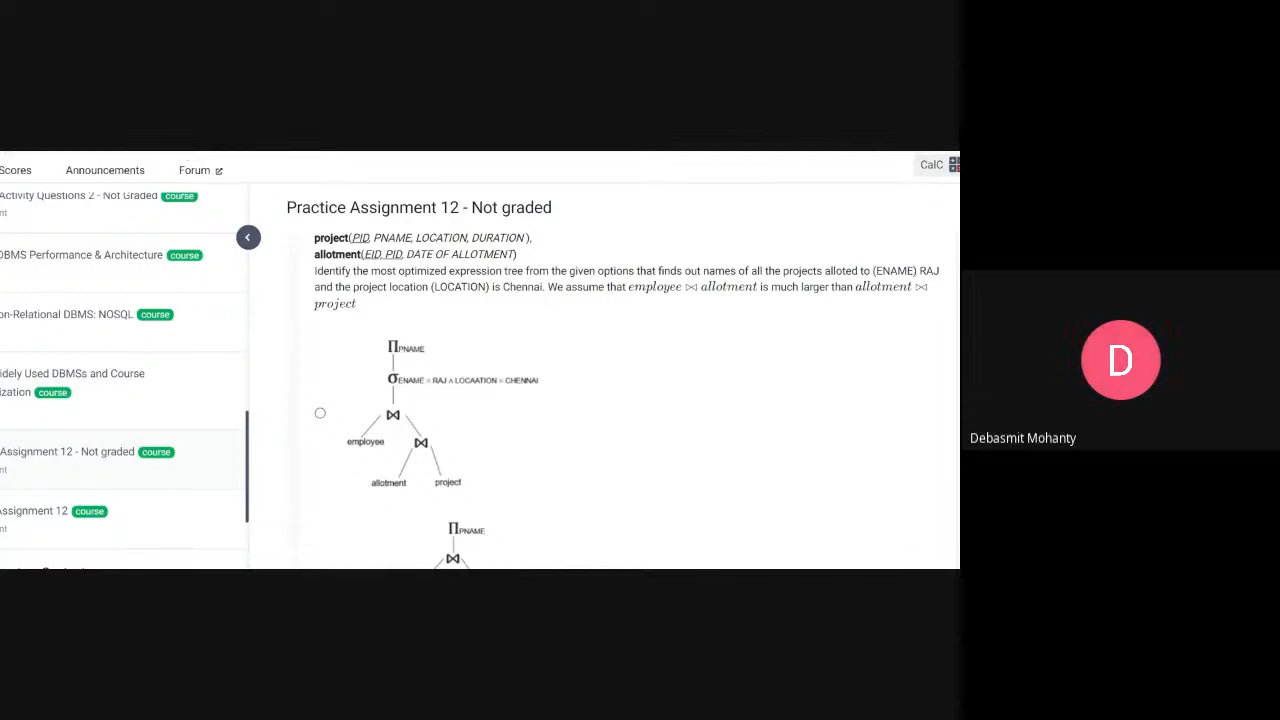 Scores Announcements Forum
CalC
Activity Questions 2 - Not Graded course
nt
DBMS Performance & Architecture course
on-Relational DBMS: NOSQL course
idely Used DBMSs and Course
ization course
Assignment 12 - Not graded course
nt
Assignment 12 course
nt
Practice Assignment 12 - Not graded
project(PID, PNAME, LOCATION, DURATION ),
allotment(EID, PID, DATE OF ALLOTMENT)
Identify the most optimized expression tree from the given options that finds out names of all the projects alloted to (ENAME) RAJ
and the project location (LOCATION) is Chennai. We assume that employee ⋈ allotment is much larger than allotment ⋈
project
ΠPNAME
σENAME = RAJ ∧ LOCAATION = CHENNAI
⋈
employee ⋈
allotment project
ΠPNAME
⋈
D
Debasmit Mohanty